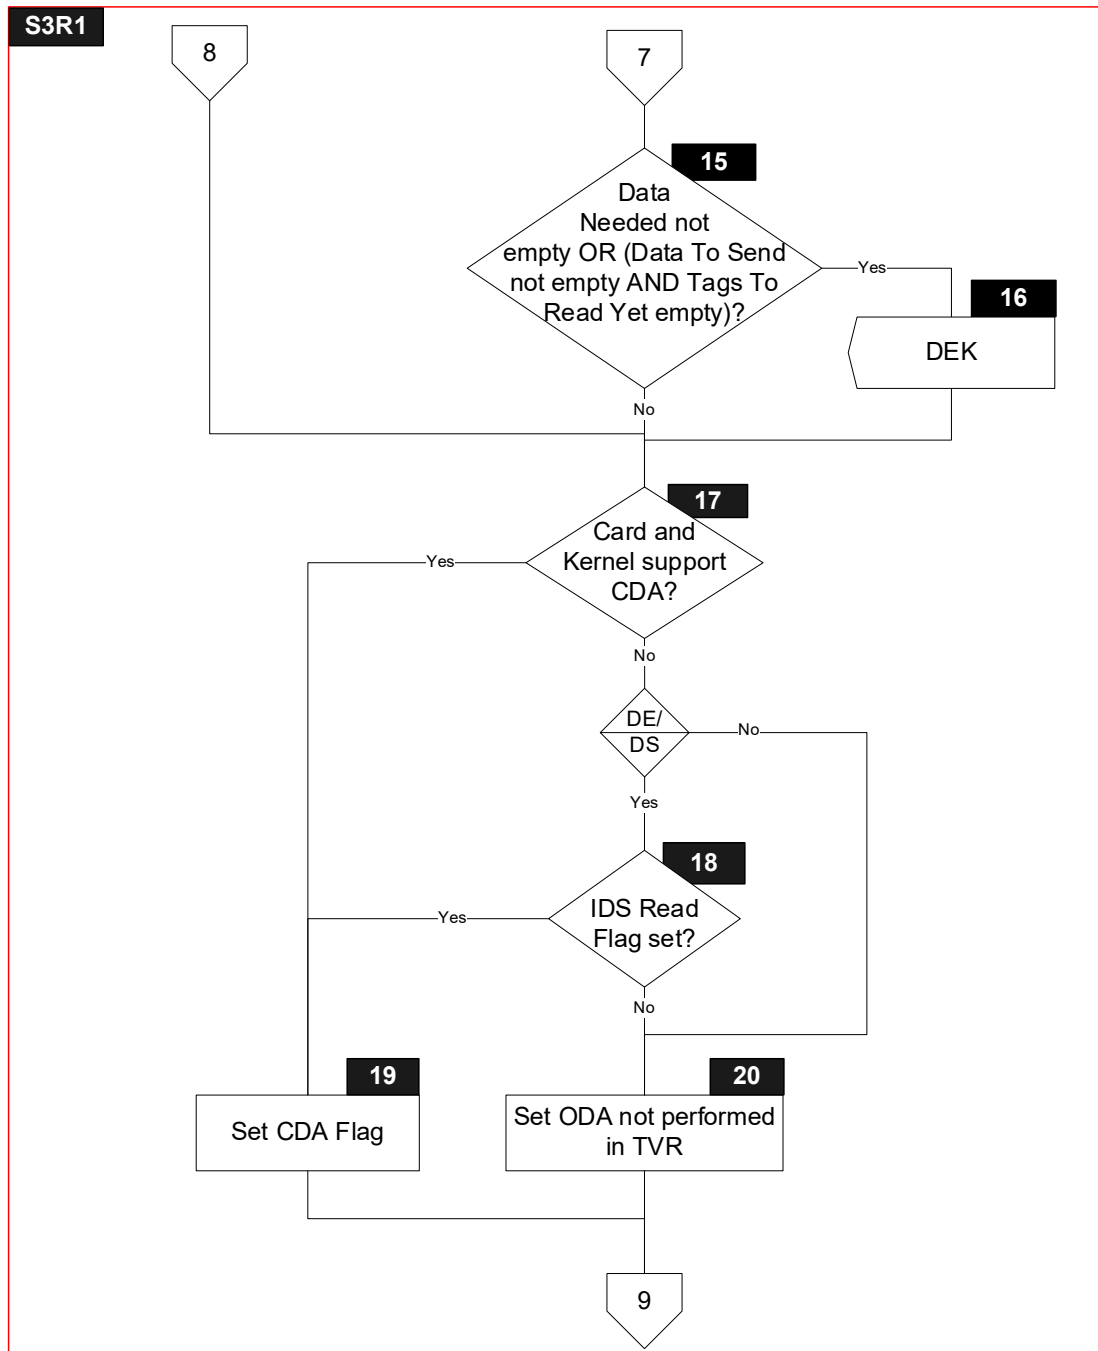 S3R1
8
7
15
Data
Needed not
empty OR (Data To Send
not empty AND Tags To
Read Yet empty)?
Yes
16
DEK
No
17
Card and
Kernel support
CDA?
Yes
No
DE/
DS
No
Yes
18
IDS Read
Flag set?
Yes
No
19
Set CDA Flag
20
Set ODA not performed
in TVR
9